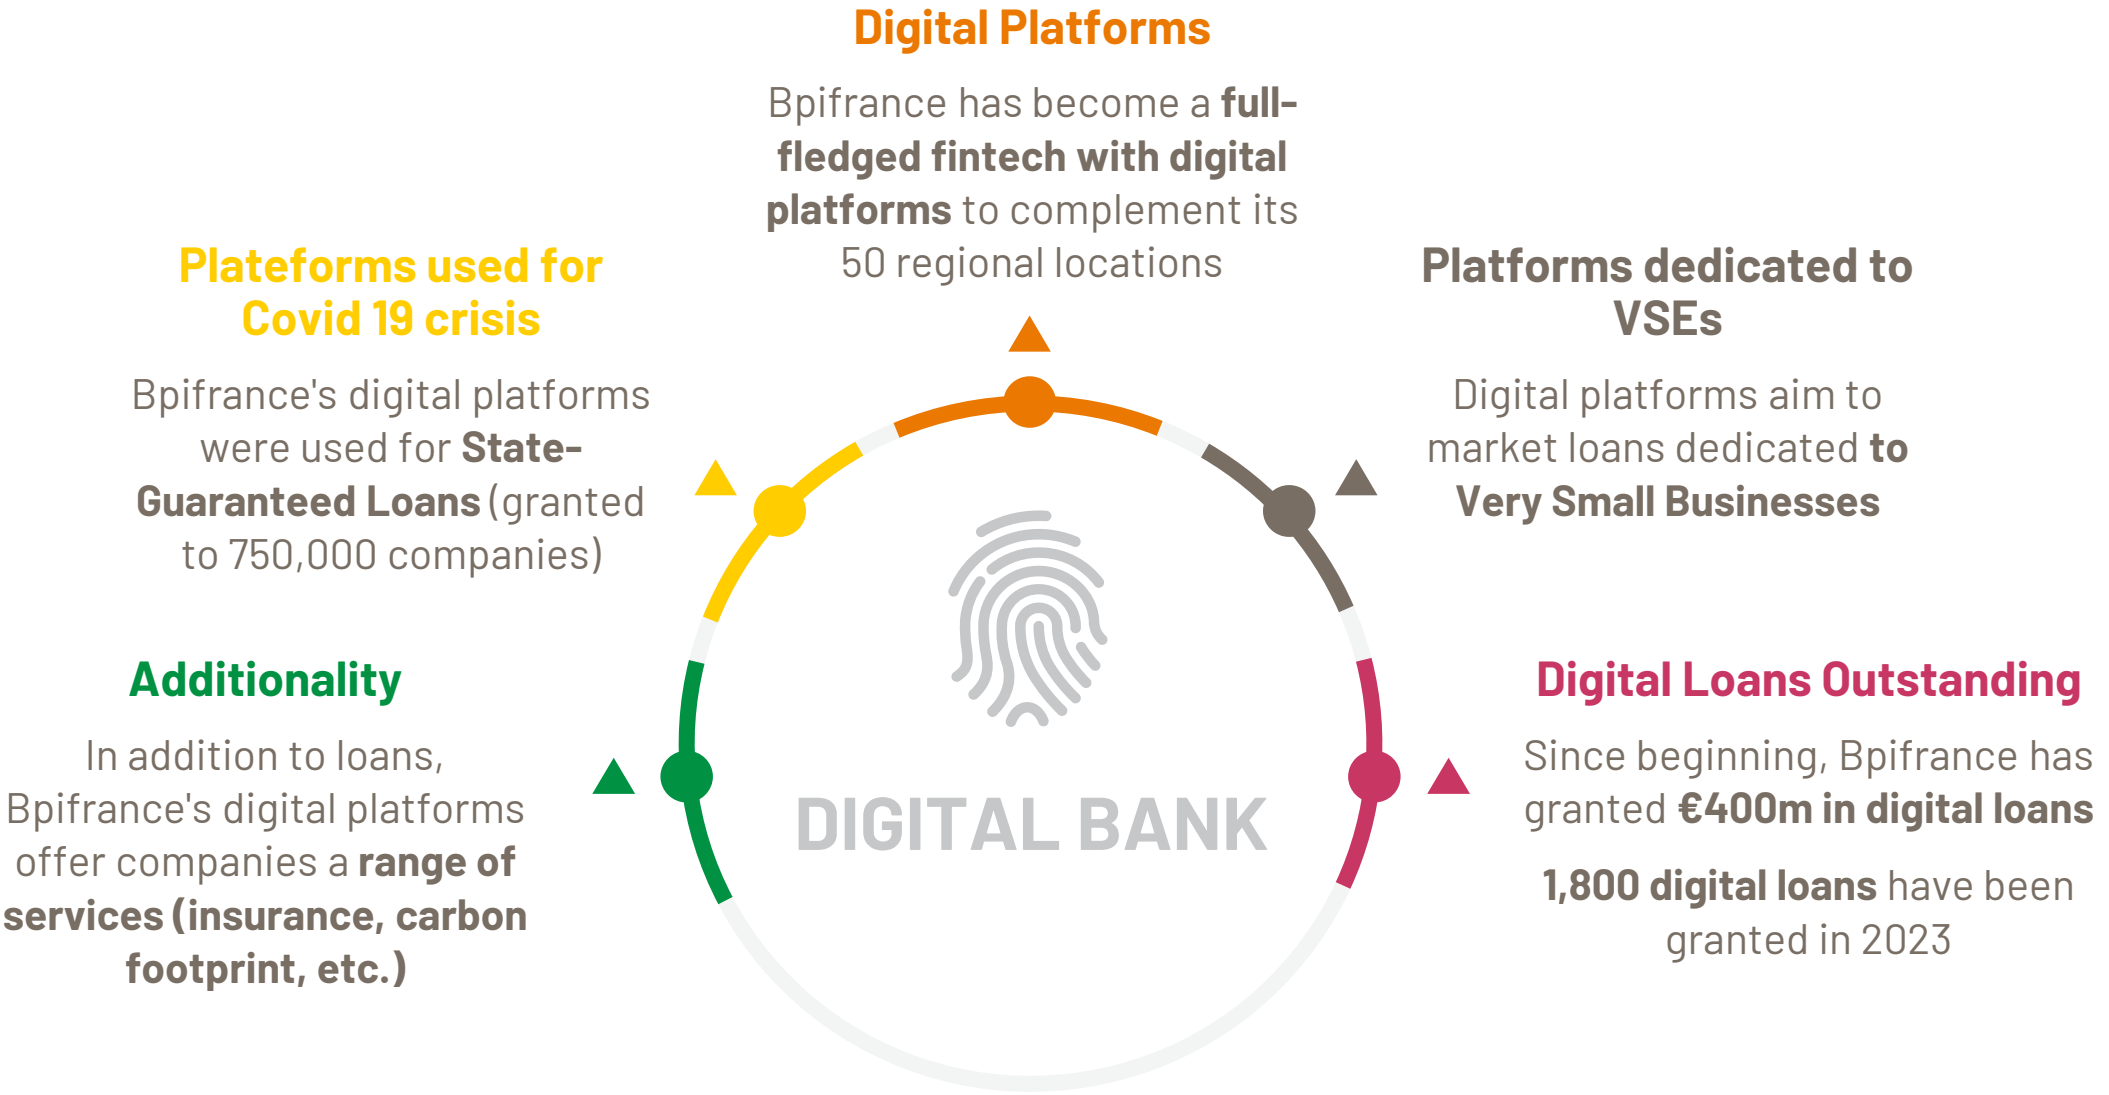 Digital Platforms
Bpifrance has become a full-
fledged fintech with digital
platforms to complement its
50 regional locations
Plateforms used for
Covid 19 crisis
Bpifrance's digital platforms
were used for State-
Guaranteed Loans (granted
to 750,000 companies)
Platforms dedicated to
VSEs
Digital platforms aim to
market loans dedicated to
Very Small Businesses
Additionality
In addition to loans,
Bpifrance's digital platforms
offer companies a range of
services (insurance, carbon
footprint, etc.)
DIGITAL BANK
Digital Loans Outstanding
Since beginning, Bpifrance has
granted €400m in digital loans
1,800 digital loans have been
granted in 2023